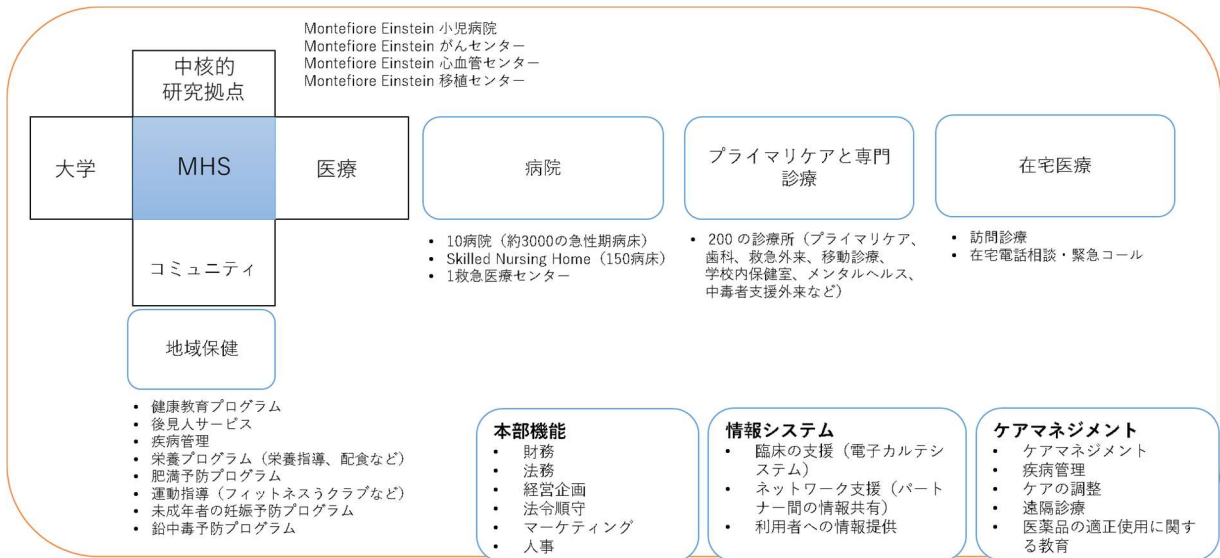 Montefiore Einstein 小児病院
Montefiore Einstein がんセンター
Montefiore Einstein 心血管センター
Montefiore Einstein 移植センター
中核的
研究拠点
大学
MHS
医療
コミュニティ
病院
• 10病院（約3000の急性期病床）
• Skilled Nursing Home（150病床）
• 1救急医療センター
プライマリケアと専門
診療
• 200 の診療所（プライマリケア、
歯科、救急外来、移動診療、
学校内保健室、メンタルヘルス、
中毒者支援外来など）
在宅医療
• 訪問診療
• 在宅電話相談・緊急コール
地域保健
• 健康教育プログラム
• 後見人サービス
• 疾病管理
• 栄養プログラム（栄養指導、配食など）
• 肥満予防プログラム
• 運動指導（フィットネスうクラブなど）
• 未成年者の妊娠予防プログラム
• 鉛中毒予防プログラム
本部機能
• 財務
• 法務
• 経営企画
• 法令順守
• マーケティング
• 人事
情報システム
• 臨床の支援（電子カルテシ
ステム）
• ネットワーク支援（パート
ナー間の情報共有）
• 利用者への情報提供
ケアマネジメント
• ケアマネジメント
• 疾病管理
• ケアの調整
• 遠隔診療
• 医薬品の適正使用に関す
る教育